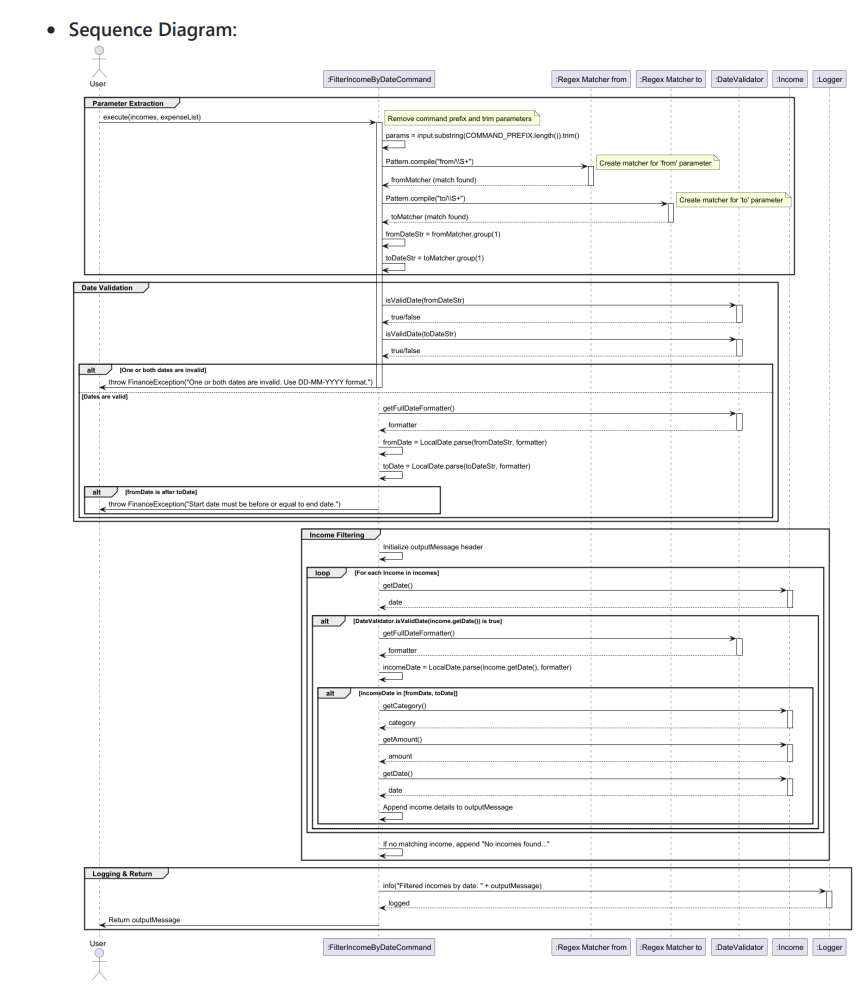 Sequence Diagram:
User
:FilterIncomeByDateCommand
:Regex Matcher from
:Regex Matcher to
:DateValidator
:Income
:Logger
Parameter Extraction
execute(incomes, expenseList)
Remove command prefix and trim parameters
params = input.substring(COMMAND_PREFIX.length()).trim()
Pattern.compile("from/\\S+")
Create matcher for 'from' parameter
fromMatcher (match found)
Pattern.compile("to/\\S+")
Create matcher for 'to' parameter
toMatcher (match found)
fromDateStr = fromMatcher.group(1)
toDateStr = toMatcher.group(1)
Date Validation
isValidDate(fromDateStr)
true/false
isValidDate(toDateStr)
true/false
alt [One or both dates are invalid]
throw FinanceException("One or both dates are invalid. Use DD-MM-YYYY format.")
[Dates are valid]
getFullDateFormatter()
formatter
fromDate = LocalDate.parse(fromDateStr, formatter)
toDate = LocalDate.parse(toDateStr, formatter)
alt [fromDate is after toDate]
throw FinanceException("Start date must be before or equal to end date.")
Income Filtering
Initialize outputMessage header
loop [For each Income in incomes]
getDate()
date
alt [DateValidator.isValidDate(income.getDate()) is true]
getFullDateFormatter()
formatter
incomeDate = LocalDate.parse(income.getDate(), formatter)
alt [incomeDate in [fromDate, toDate]]
getCategory()
category
getAmount()
amount
getDate()
date
Append income details to outputMessage
If no matching income, append "No incomes found..."
Logging & Return
info("Filtered incomes by date: " + outputMessage)
logged
Return outputMessage
User
:FilterIncomeByDateCommand
:Regex Matcher from
:Regex Matcher to
:DateValidator
:Income
:Logger